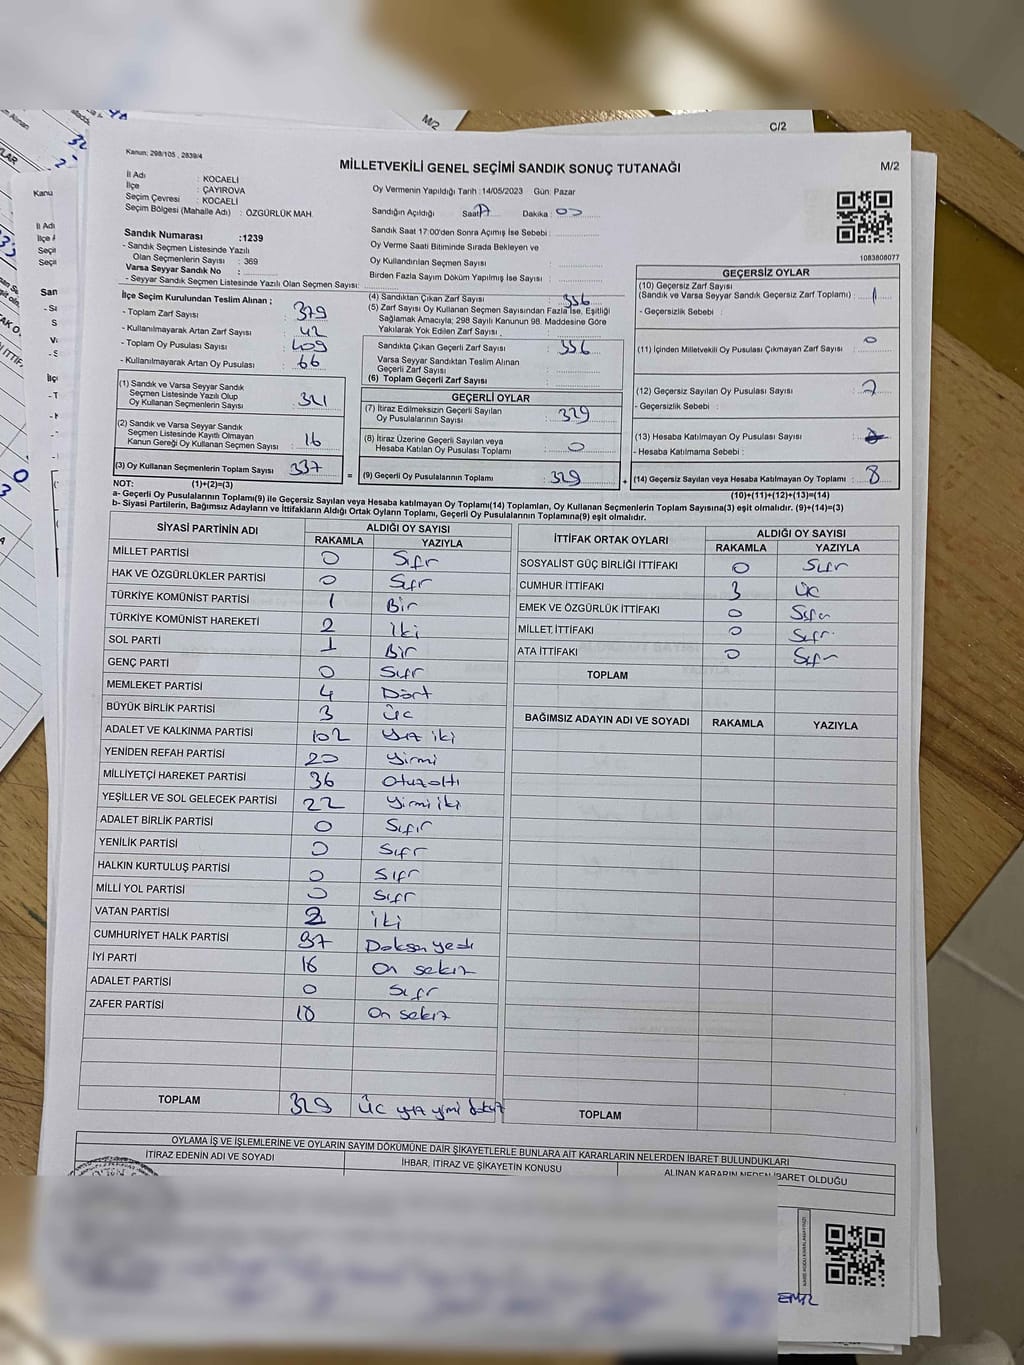 C/2
M/2
Kanun: 298/105 , 2839/4
MİLLETVEKİLİ GENEL SEÇİMİ SANDIK SONUÇ TUTANAĞI
M/2
İl Adı : KOCAELİ
İlçe : ÇAYIROVA
Seçim Çevresi : KOCAELİ
Seçim Bölgesi (Mahalle Adı) : ÖZGÜRLÜK MAH.
Oy Vermenin Yapıldığı Tarih : 14/05/2023 Gün: Pazar
Sandığın Açıldığı Saat Dakika : 00
Sandık Saat 17:00'den Sonra Açılmış İse Sebebi :
Oy Verme Saati Bitiminde Sırada Bekleyen ve
Oy Kullandırılan Seçmen Sayısı :
Birden Fazla Sayım Döküm Yapılmış İse Sayısı :
1083808077
Sandık Numarası :1239
- Sandık Seçmen Listesinde Yazılı
Olan Seçmenlerin Sayısı : 369
Varsa Seyyar Sandık No :
- Seyyar Sandık Seçmen Listesinde Yazılı Olan Seçmen Sayısı:
İlçe Seçim Kurulundan Teslim Alınan ;
- Toplam Zarf Sayısı : 379
- Kullanılmayarak Artan Zarf Sayısı : 42
- Toplam Oy Pusulası Sayısı : 409
- Kullanılmayarak Artan Oy Pusulası : 66
(1) Sandık ve Varsa Seyyar Sandık
Seçmen Listesinde Yazılı Olup
Oy Kullanan Seçmenlerin Sayısı : 321
(2) Sandık ve Varsa Seyyar Sandık
Seçmen Listesinde Kayıtlı Olmayan
Kanun Gereği Oy Kullanan Seçmen Sayısı : 16
(3) Oy Kullanan Seçmenlerin Toplam Sayısı : 337
(4) Sandıktan Çıkan Zarf Sayısı : 336
(5) Zarf Sayısı Oy Kullanan Seçmen Sayısından Fazla İse, Eşitliği
Sağlamak Amacıyla; 298 Sayılı Kanunun 98. Maddesine Göre
Yakılarak Yok Edilen Zarf Sayısı :
Sandıkta Çıkan Geçerli Zarf Sayısı : 336
Varsa Seyyar Sandıktan Teslim Alınan
Geçerli Zarf Sayısı :
(6) Toplam Geçerli Zarf Sayısı :
GEÇERLİ OYLAR
(7) İtiraz Edilmeksizin Geçerli Sayılan
Oy Pusulalarının Sayısı : 329
(8) İtiraz Üzerine Geçerli Sayılan veya
Hesaba Katılan Oy Pusulası Toplamı : 0
= (9) Geçerli Oy Pusulalarının Toplamı : 329
GEÇERSİZ OYLAR
(10) Geçersiz Zarf Sayısı
(Sandık ve Varsa Seyyar Sandık Geçersiz Zarf Toplamı) : 1
- Geçersizlik Sebebi :
(11) İçinden Milletvekili Oy Pusulası Çıkmayan Zarf Sayısı : 0
(12) Geçersiz Sayılan Oy Pusulası Sayısı : 7
- Geçersizlik Sebebi :
(13) Hesaba Katılmayan Oy Pusulası Sayısı :
- Hesaba Katılmama Sebebi :
+ (14) Geçersiz Sayılan veya Hesaba Katılmayan Oy Toplamı : 8
NOT: (1)+(2)=(3)
(10)+(11)+(12)+(13)=(14)
a- Geçerli Oy Pusulalarının Toplamı(9) ile Geçersiz Sayılan veya Hesaba katılmayan Oy Toplamı(14) Toplamları, Oy Kullanan Seçmenlerin Toplam Sayısına(3) eşit olmalıdır. (9)+(14)=(3)
b- Siyasi Partilerin, Bağımsız Adayların ve İttifakların Aldığı Ortak Oyların Toplamı, Geçerli Oy Pusulalarının Toplamına(9) eşit olmalıdır.
SİYASİ PARTİNİN ADI ALDIĞI OY SAYISI
RAKAMLA YAZIYLA
MİLLET PARTİSİ 0 Sıfır
HAK VE ÖZGÜRLÜKLER PARTİSİ 0 Sıfır
TÜRKİYE KOMÜNİST PARTİSİ 1 Bir
TÜRKİYE KOMÜNİST HAREKETİ 2 İki
SOL PARTİ 1 Bir
GENÇ PARTİ 0 Sıfır
MEMLEKET PARTİSİ 4 Dört
BÜYÜK BİRLİK PARTİSİ 3 Üc
ADALET VE KALKINMA PARTİSİ 102 yüz iki
YENİDEN REFAH PARTİSİ 20 yirmi
MİLLİYETÇİ HAREKET PARTİSİ 36 Otuz altı
YEŞİLLER VE SOL GELECEK PARTİSİ 22 Yirmi iki
ADALET BİRLİK PARTİSİ 0 Sıfır
YENİLİK PARTİSİ 0 Sıfır
HALKIN KURTULUŞ PARTİSİ 0 Sıfır
MİLLİ YOL PARTİSİ 0 Sıfır
VATAN PARTİSİ 2 iki
CUMHURİYET HALK PARTİSİ 97 Doksan yedi
İYİ PARTİ 18 On sekiz
ADALET PARTİSİ 0 Sıfır
ZAFER PARTİSİ 18 On sekiz
TOPLAM 329 Üc yüz yirmi dokuz
İTTİFAK ORTAK OYLARI ALDIĞI OY SAYISI
RAKAMLA YAZIYLA
SOSYALİST GÜÇ BİRLİĞİ İTTİFAKI 0 Sıfır
CUMHUR İTTİFAKI 3 ÜC
EMEK VE ÖZGÜRLÜK İTTİFAKI 0 Sıfır
MİLLET İTTİFAKI 0 Sıfır
ATA İTTİFAKI 0 Sıfır
TOPLAM
BAĞIMSIZ ADAYIN ADI VE SOYADI RAKAMLA YAZIYLA
TOPLAM
OYLAMA İŞ VE İŞLEMLERİNE VE OYLARIN SAYIM DÖKÜMÜNE DAİR ŞİKAYETLERLE BUNLARA AİT KARARLARIN NELERDEN İBARET BULUNDUKLARI
İTİRAZ EDENİN ADI VE SOYADI
İHBAR, İTİRAZ VE ŞİKAYETİN KONUSU
ALINAN KARARIN NEDEN İBARET OLDUĞU